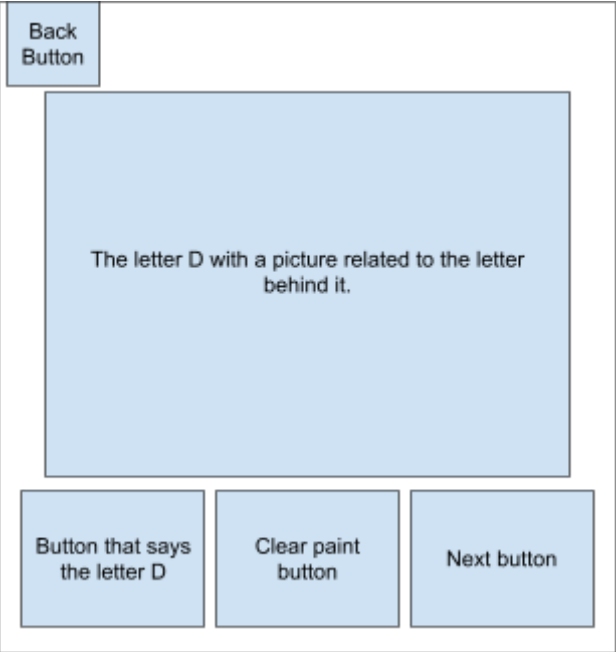 Back
Button
The letter D with a picture related to the letter
behind it.
Button that says
the letter D
Clear paint
button
Next button